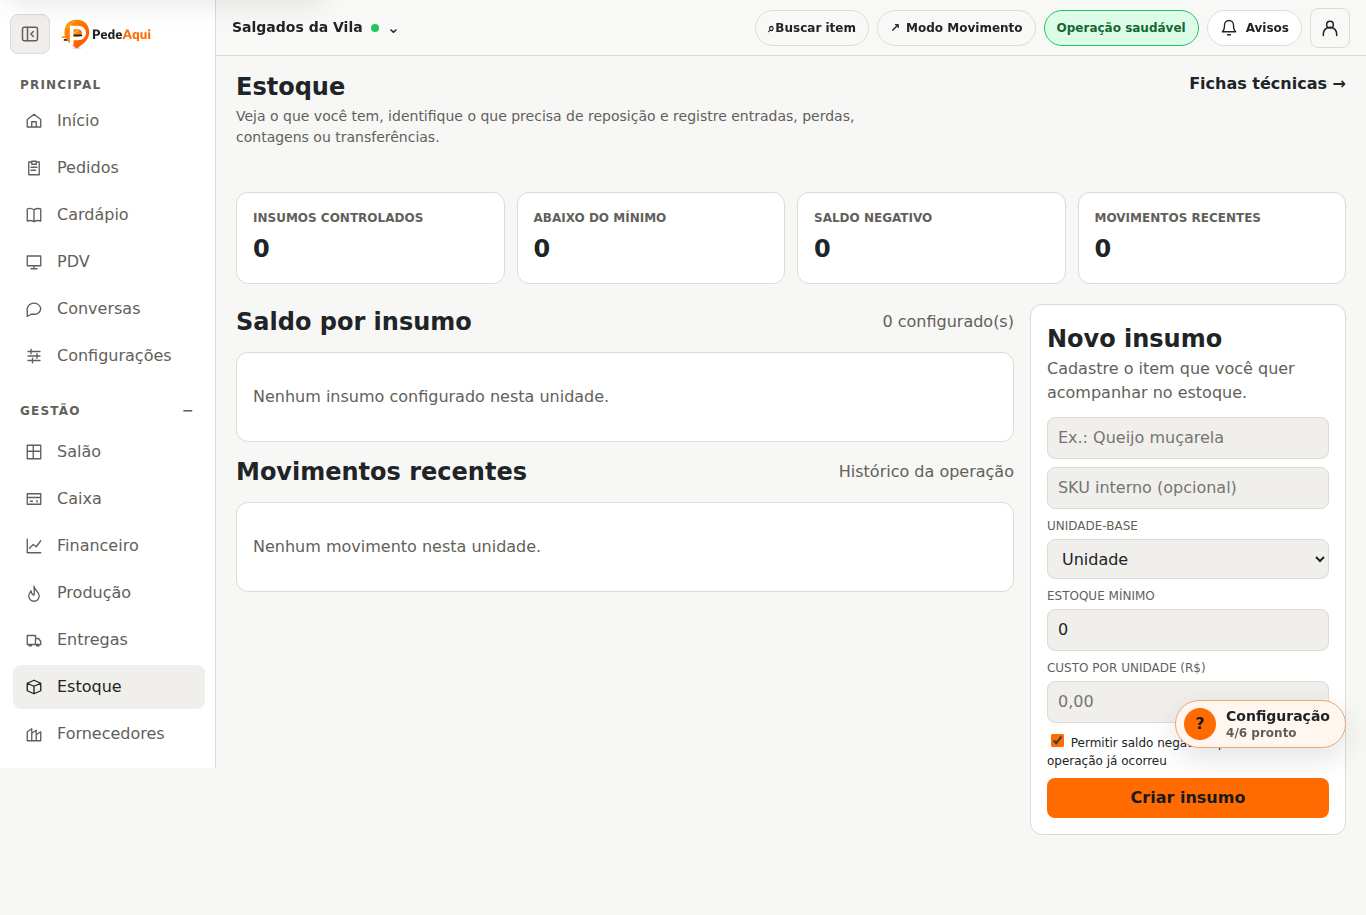 PedeAqui
PRINCIPAL
Início
Pedidos
Cardápio
PDV
Conversas
Configurações
GESTÃO
Salão
Caixa
Financeiro
Produção
Entregas
Estoque
Fornecedores
Salgados da Vila
Buscar item
↗ Modo Movimento
Operação saudável
Avisos
Estoque
Fichas técnicas →
Veja o que você tem, identifique o que precisa de reposição e registre entradas, perdas,
contagens ou transferências.
INSUMOS CONTROLADOS
0
ABAIXO DO MÍNIMO
0
SALDO NEGATIVO
0
MOVIMENTOS RECENTES
0
Saldo por insumo
0 configurado(s)
Nenhum insumo configurado nesta unidade.
Movimentos recentes
Histórico da operação
Nenhum movimento nesta unidade.
Novo insumo
Cadastre o item que você quer
acompanhar no estoque.
Ex.: Queijo muçarela
SKU interno (opcional)
UNIDADE-BASE
Unidade
ESTOQUE MÍNIMO
0
CUSTO POR UNIDADE (R$)
0,00
Permitir saldo
operação já ocorreu
Criar insumo
?
Configuração
4/6 pronto